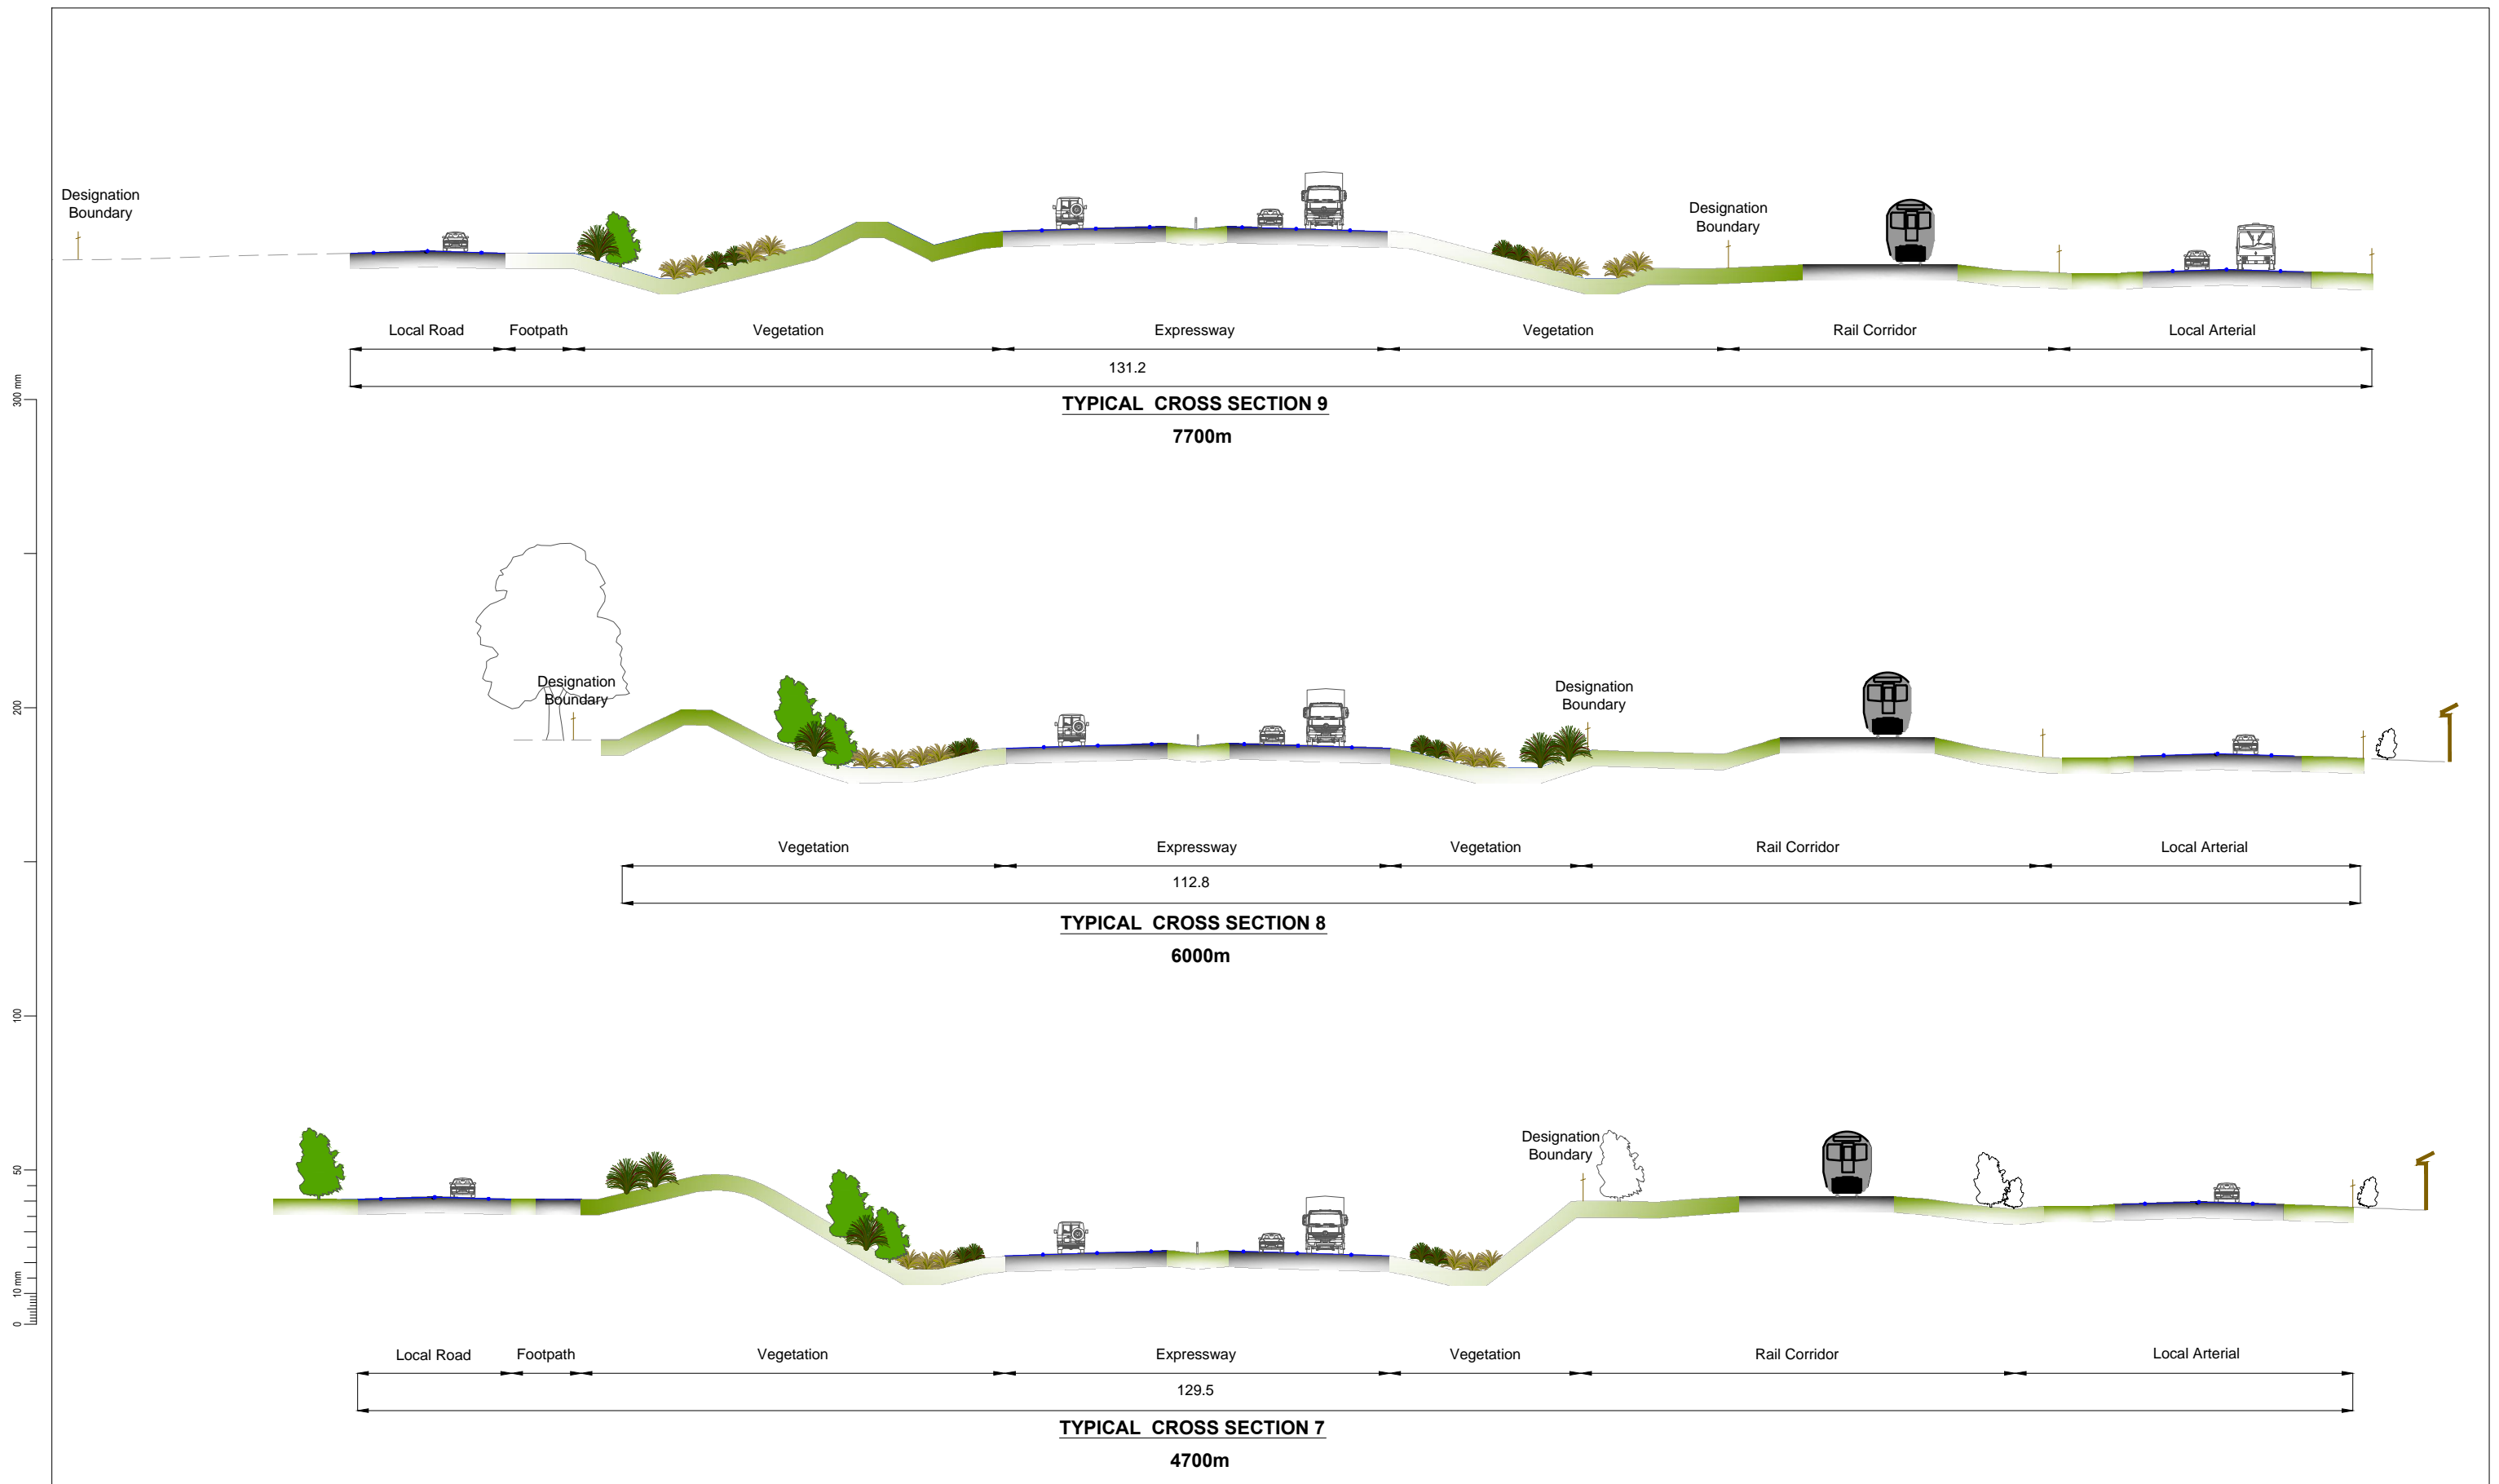 Designation
Boundary
Designation
Boundary
Local Road
Footpath
Vegetation
Expressway
Vegetation
Rail Corridor
Local Arterial
131.2
TYPICAL CROSS SECTION 9
7700m
300 mm
Designation
Boundary
Designation
Boundary
200
Vegetation
Expressway
Vegetation
Rail Corridor
Local Arterial
112.8
TYPICAL CROSS SECTION 8
6000m
100
Designation
Boundary
50
10 mm
0
Local Road
Footpath
Vegetation
Expressway
Vegetation
Rail Corridor
Local Arterial
129.5
TYPICAL CROSS SECTION 7
4700m